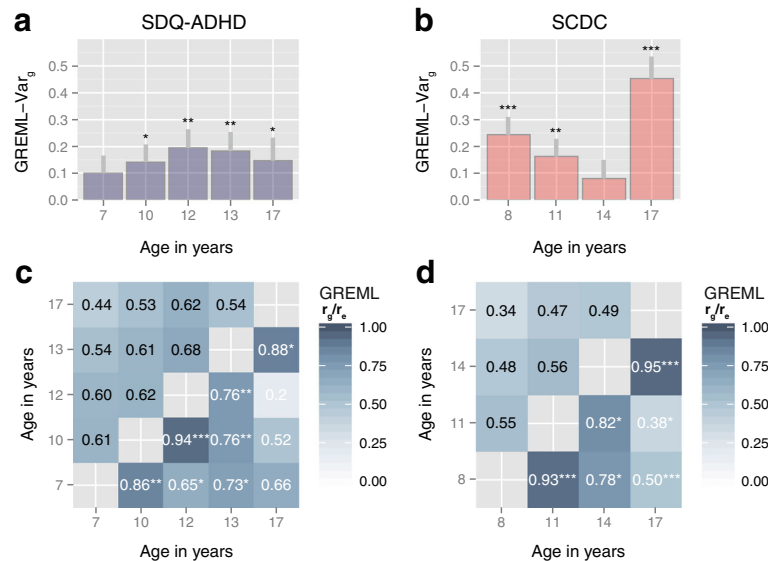 a SDQ-ADHD
GREML−Varg
0.5
0.4
0.3
0.2
0.1
0.0
* ** ** *
7 10 12 13 17
Age in years
b SCDC
GREML−Varg
0.5
0.4
0.3
0.2
0.1
0.0
*** ** ***
8 11 14 17
Age in years
c
Age in years
17 0.44 0.53 0.62 0.54
13 0.54 0.61 0.68 0.88*
12 0.60 0.62 0.76** 0.2
10 0.61 0.94*** 0.76** 0.52
7 0.86** 0.65* 0.73* 0.66
7 10 12 13 17
Age in years
GREML
rg/re
1.00
0.75
0.50
0.25
0.00
d
Age in years
17 0.34 0.47 0.49
14 0.48 0.56 0.95***
11 0.55 0.82* 0.38*
8 0.93*** 0.78* 0.50***
8 11 14 17
Age in years
GREML
rg/re
1.00
0.75
0.50
0.25
0.00